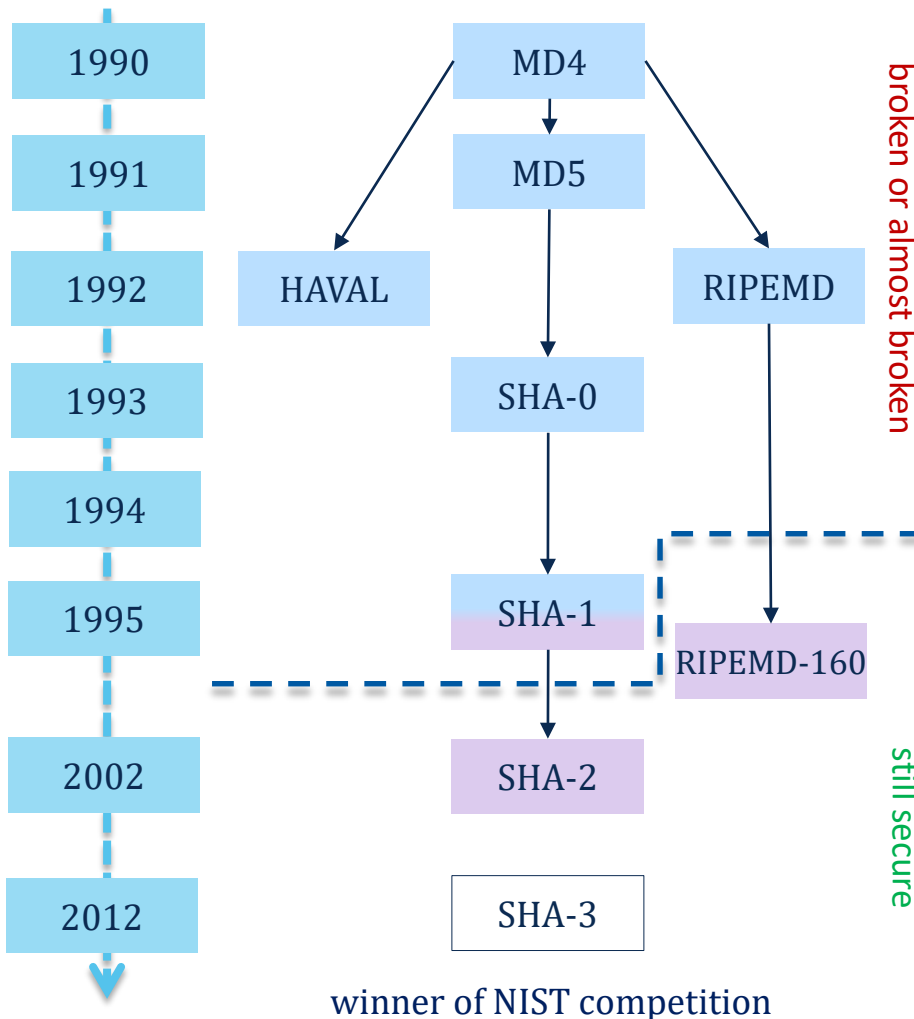 1990
MD4
1991
MD5
1992
HAVAL
RIPEMD
1993
SHA-0
broken or almost broken
1994
1995
SHA-1
RIPEMD-160
2002
SHA-2
still secure
2012
SHA-3
winner of NIST competition